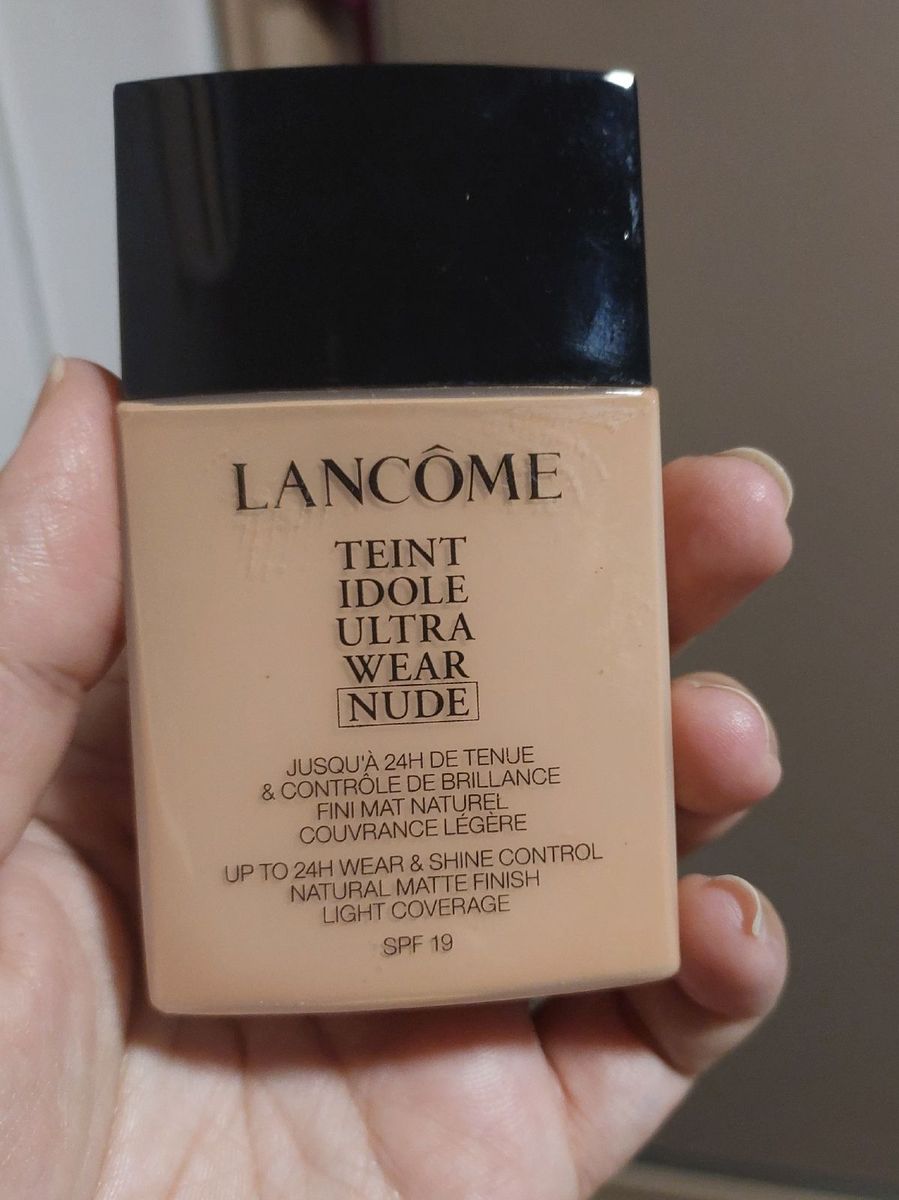 LANCÔME
TEINT
IDOLE
ULTRA
WEAR
NUDE
JUSQU'À 24H DE TENUE
& CONTRÔLE DE BRILLANCE
FINI MAT NATUREL
COUVRANCE LÉGÈRE
UP TO 24H WEAR & SHINE CONTROL
NATURAL MATTE FINISH
LIGHT COVERAGE
SPF 19